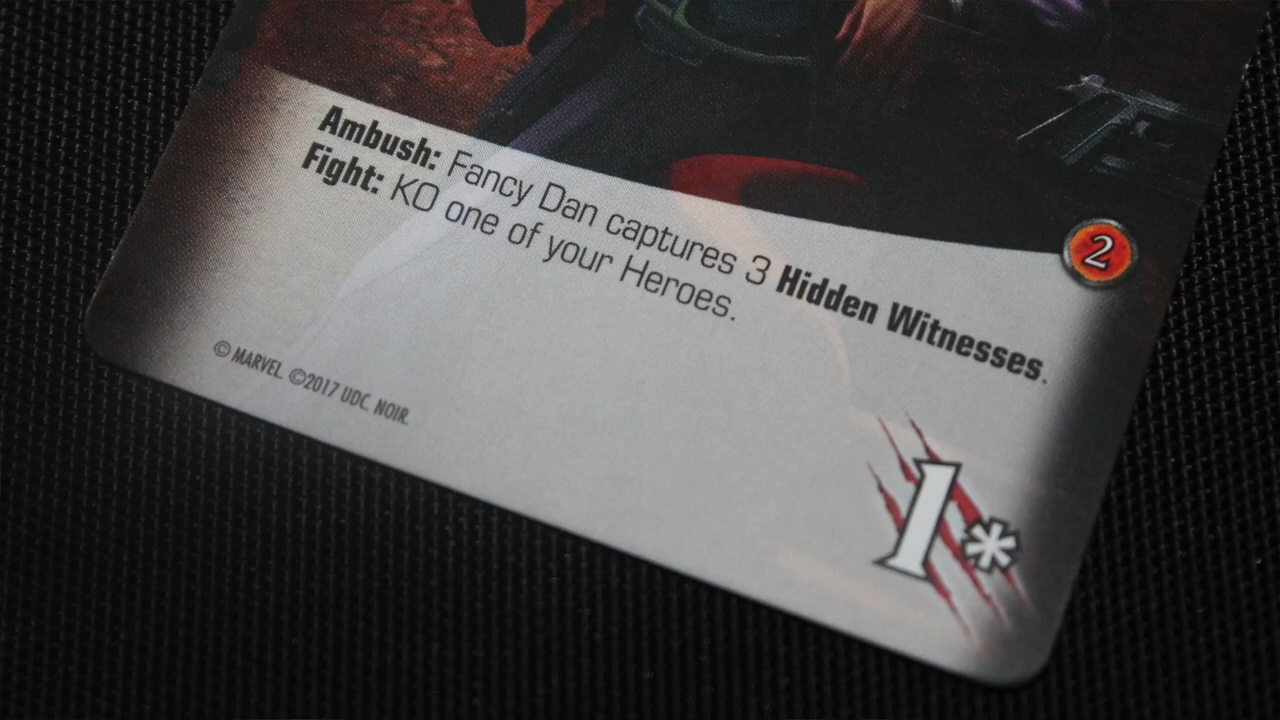 Ambush: Fancy Dan captures 3 Hidden Witnesses.
Fight: KO one of your Heroes.
2
© MARVEL. ©2017 UDC. NOIR.
1*